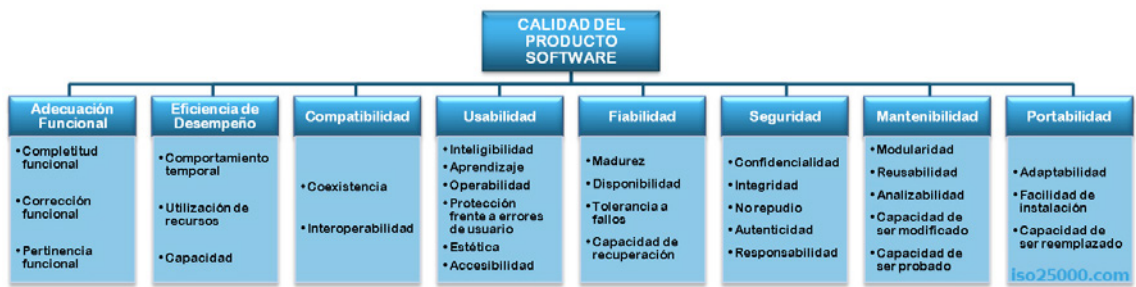 CALIDAD DEL
PRODUCTO
SOFTWARE
Adecuación
Funcional
• Completitud
funcional
• Corrección
funcional
• Pertinencia
funcional
Eficiencia de
Desempeño
• Comportamiento
temporal
• Utilización de
recursos
• Capacidad
Compatibilidad
• Coexistencia
• Interoperabilidad
Usabilidad
• Inteligibilidad
• Aprendizaje
• Operabilidad
• Protección
frente a errores
de usuario
• Estética
• Accesibilidad
Fiabilidad
• Madurez
• Disponibilidad
• Tolerancia a
fallos
• Capacidad de
recuperación
Seguridad
• Confidencialidad
• Integridad
• No repudio
• Autenticidad
• Responsabilidad
Mantenibilidad
• Modularidad
• Reusabilidad
• Analizabilidad
• Capacidad de
ser modificado
• Capacidad de
ser probado
Portabilidad
• Adaptabilidad
• Facilidad de
instalación
• Capacidad de
ser reemplazado
iso25000.com